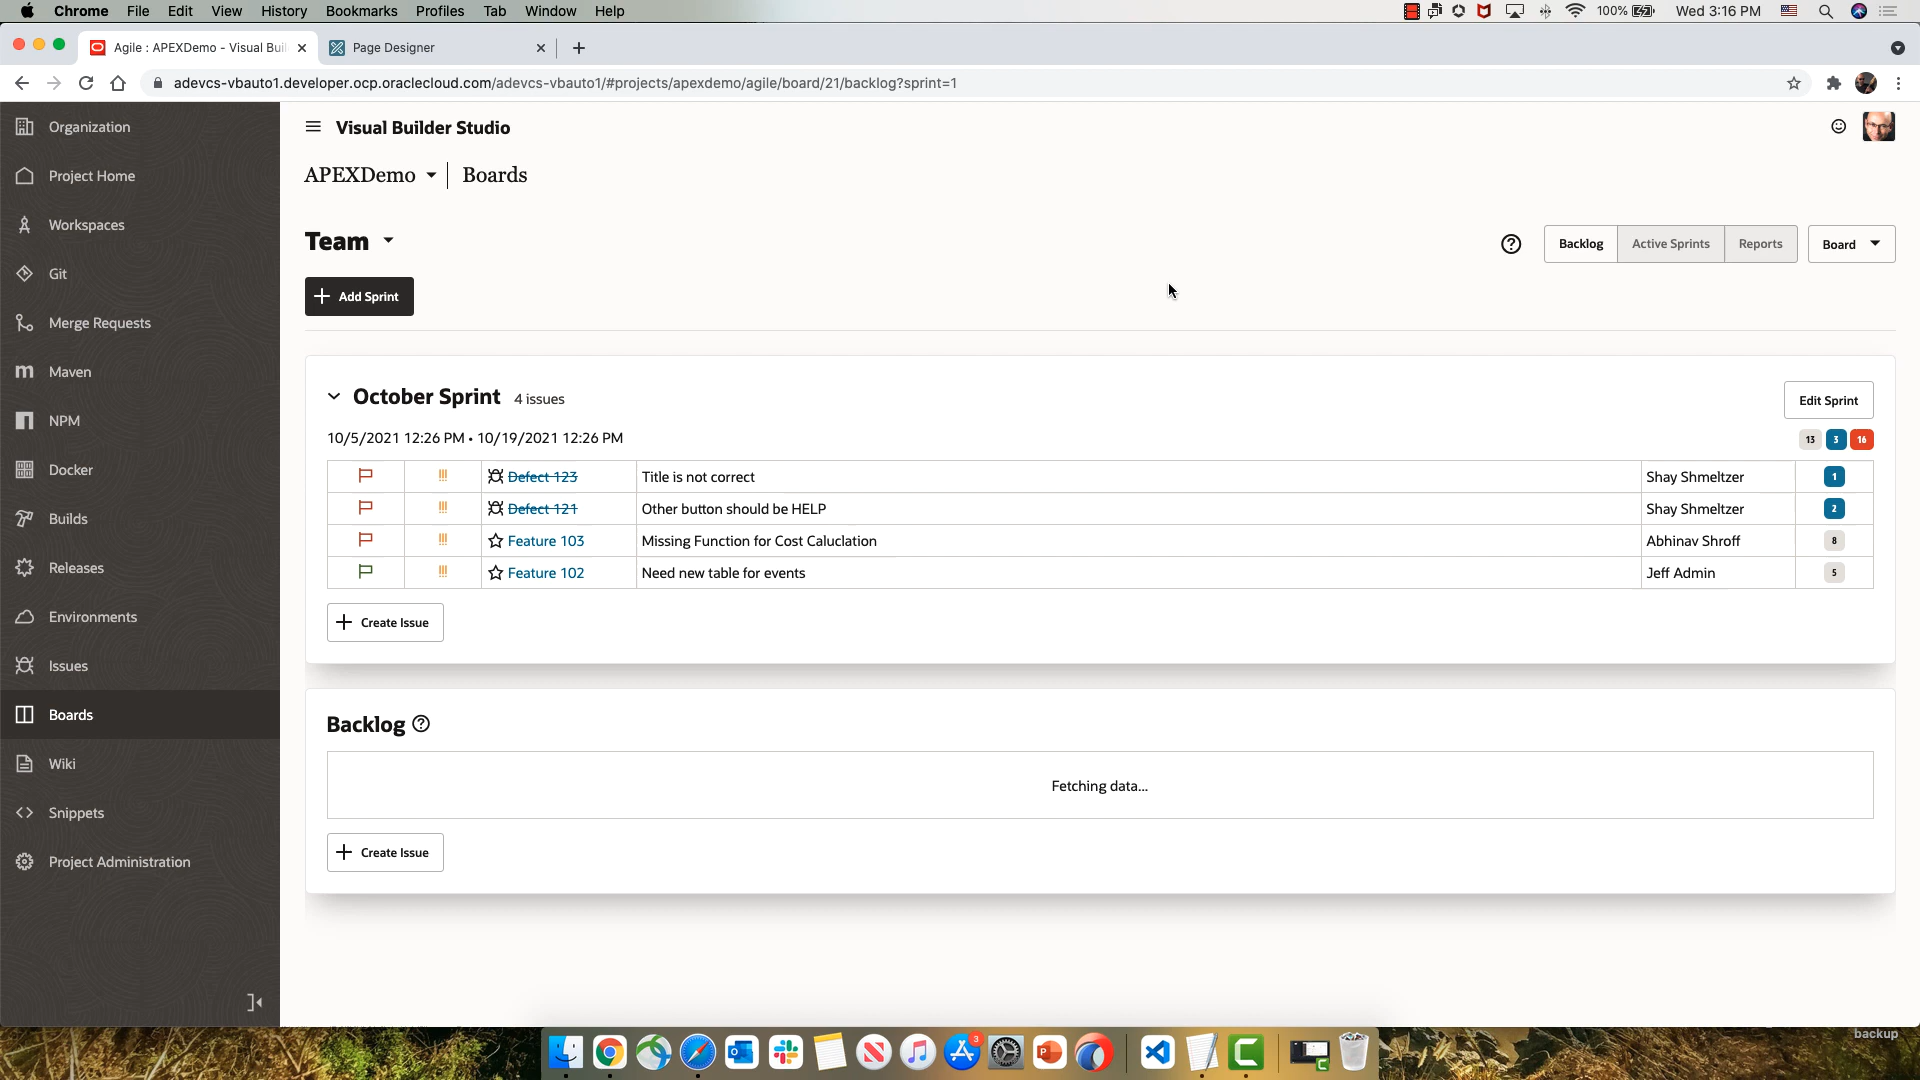 Chrome File Edit View History Bookmarks Profiles Tab Window Help
100% Wed 3:16 PM
Agile : APEXDemo - Visual Buil
Page Designer
adevcs-vbauto1.developer.ocp.oraclecloud.com/adevcs-vbauto1/#projects/apexdemo/agile/board/21/backlog?sprint=1
Organization
Project Home
Workspaces
Git
Merge Requests
Maven
NPM
Docker
Builds
Releases
Environments
Issues
Boards
Wiki
Snippets
Project Administration
Visual Builder Studio
APEXDemo Boards
Team
Backlog Active Sprints Reports Board
Add Sprint
October Sprint 4 issues
Edit Sprint
10/5/2021 12:26 PM • 10/19/2021 12:26 PM
13 3 16
!!! Defect 123 Title is not correct Shay Shmeltzer 1
!!! Defect 121 Other button should be HELP Shay Shmeltzer 2
!!! Feature 103 Missing Function for Cost Caluclation Abhinav Shroff 8
!!! Feature 102 Need new table for events Jeff Admin 5
Create Issue
Backlog
Fetching data...
Create Issue
backup
3